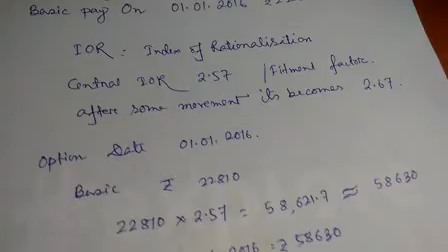 Basic pay On 01.01.2016
IOR : Index of Rationalisation
Central IOR 2.57 / Fitment factor.
after some movement its becomes 2.67
Option Date 01.01.2016.
Basic ₹ 22810
22810 × 2.57 = 58,621.7 ≈ 58630
2016 = ₹ 58630